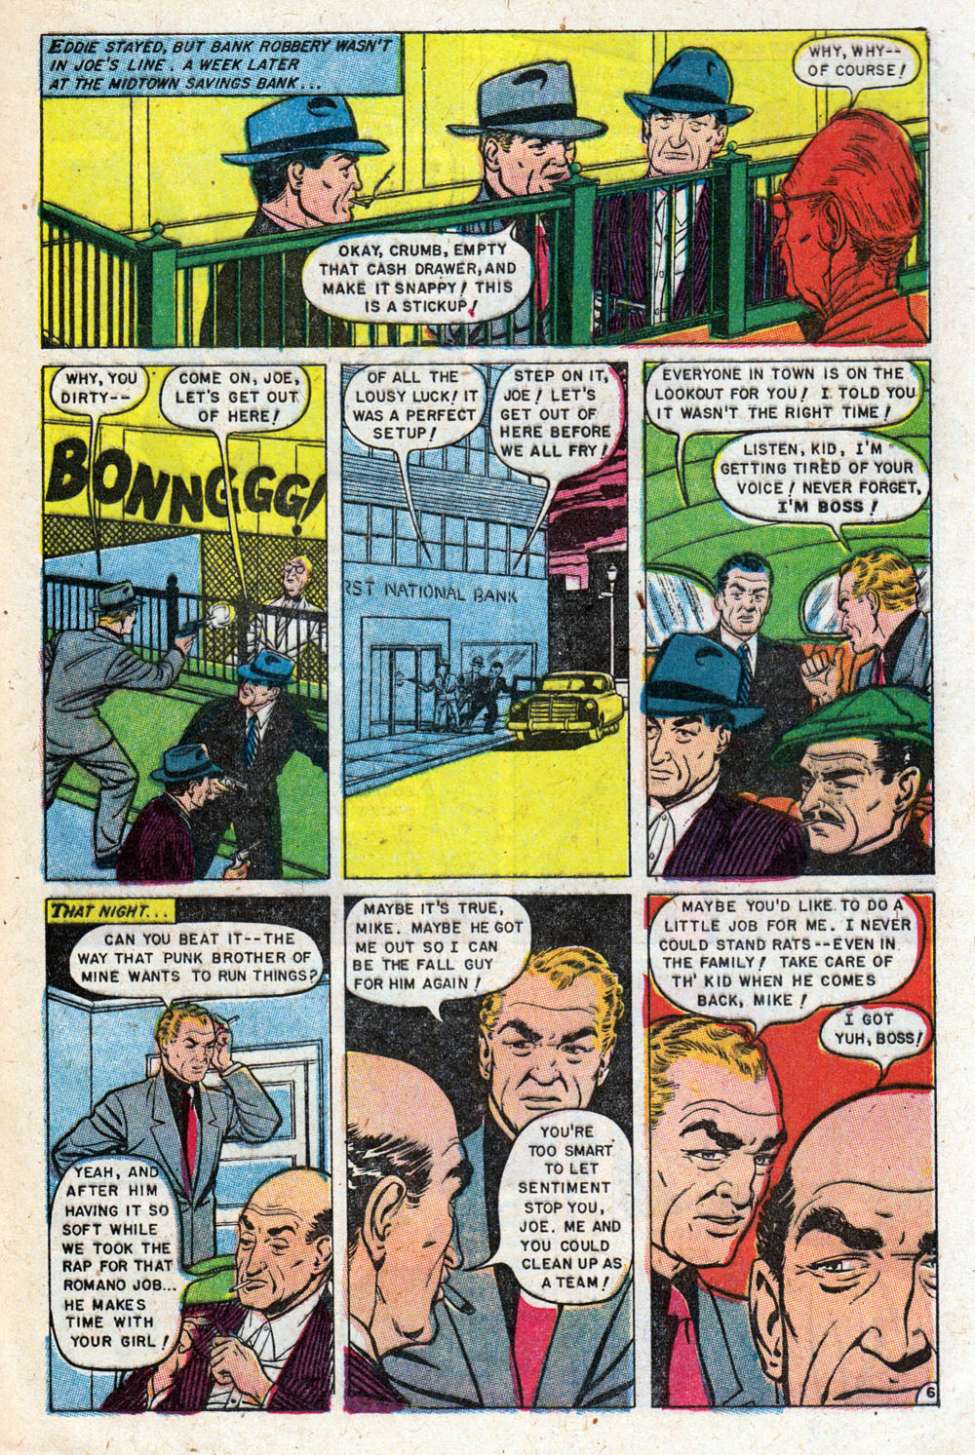 EDDIE STAYED, BUT BANK ROBBERY WASN'T
IN JOE'S LINE. A WEEK LATER
AT THE MIDTOWN SAVINGS BANK...
WHY, WHY--
OF COURSE!
OKAY, CRUMB, EMPTY
THAT CASH DRAWER, AND
MAKE IT SNAPPY! THIS
IS A STICKUP!
WHY, YOU
DIRTY--
COME ON, JOE,
LET'S GET OUT
OF HERE!
BONNGGG!
OF ALL THE
LOUSY LUCK! IT
WAS A PERFECT
SETUP!
STEP ON IT,
JOE! LET'S
GET OUT OF
HERE BEFORE
WE ALL FRY!
RST NATIONAL BANK
EVERYONE IN TOWN IS ON THE
LOOKOUT FOR YOU! I TOLD YOU
IT WASN'T THE RIGHT TIME!
LISTEN, KID, I'M
GETTING TIRED OF YOUR
VOICE! NEVER FORGET,
I'M BOSS!
THAT NIGHT...
CAN YOU BEAT IT--THE
WAY THAT PUNK BROTHER OF
MINE WANTS TO RUN THINGS?
YEAH, AND
AFTER HIM
HAVING IT SO
SOFT WHILE
WE TOOK THE
RAP FOR THAT
ROMANO JOB...
HE MAKES
TIME WITH
YOUR GIRL!
MAYBE IT'S TRUE,
MIKE. MAYBE HE GOT
ME OUT SO I CAN
BE THE FALL GUY
FOR HIM AGAIN!
YOU'RE
TOO SMART
TO LET
SENTIMENT
STOP YOU,
JOE. ME AND
YOU COULD
CLEAN UP AS
A TEAM!
MAYBE YOU'D LIKE TO DO A
LITTLE JOB FOR ME. I NEVER
COULD STAND RATS--EVEN IN
THE FAMILY! TAKE CARE OF
TH' KID WHEN HE COMES
BACK, MIKE!
I GOT
YUH, BOSS!
6